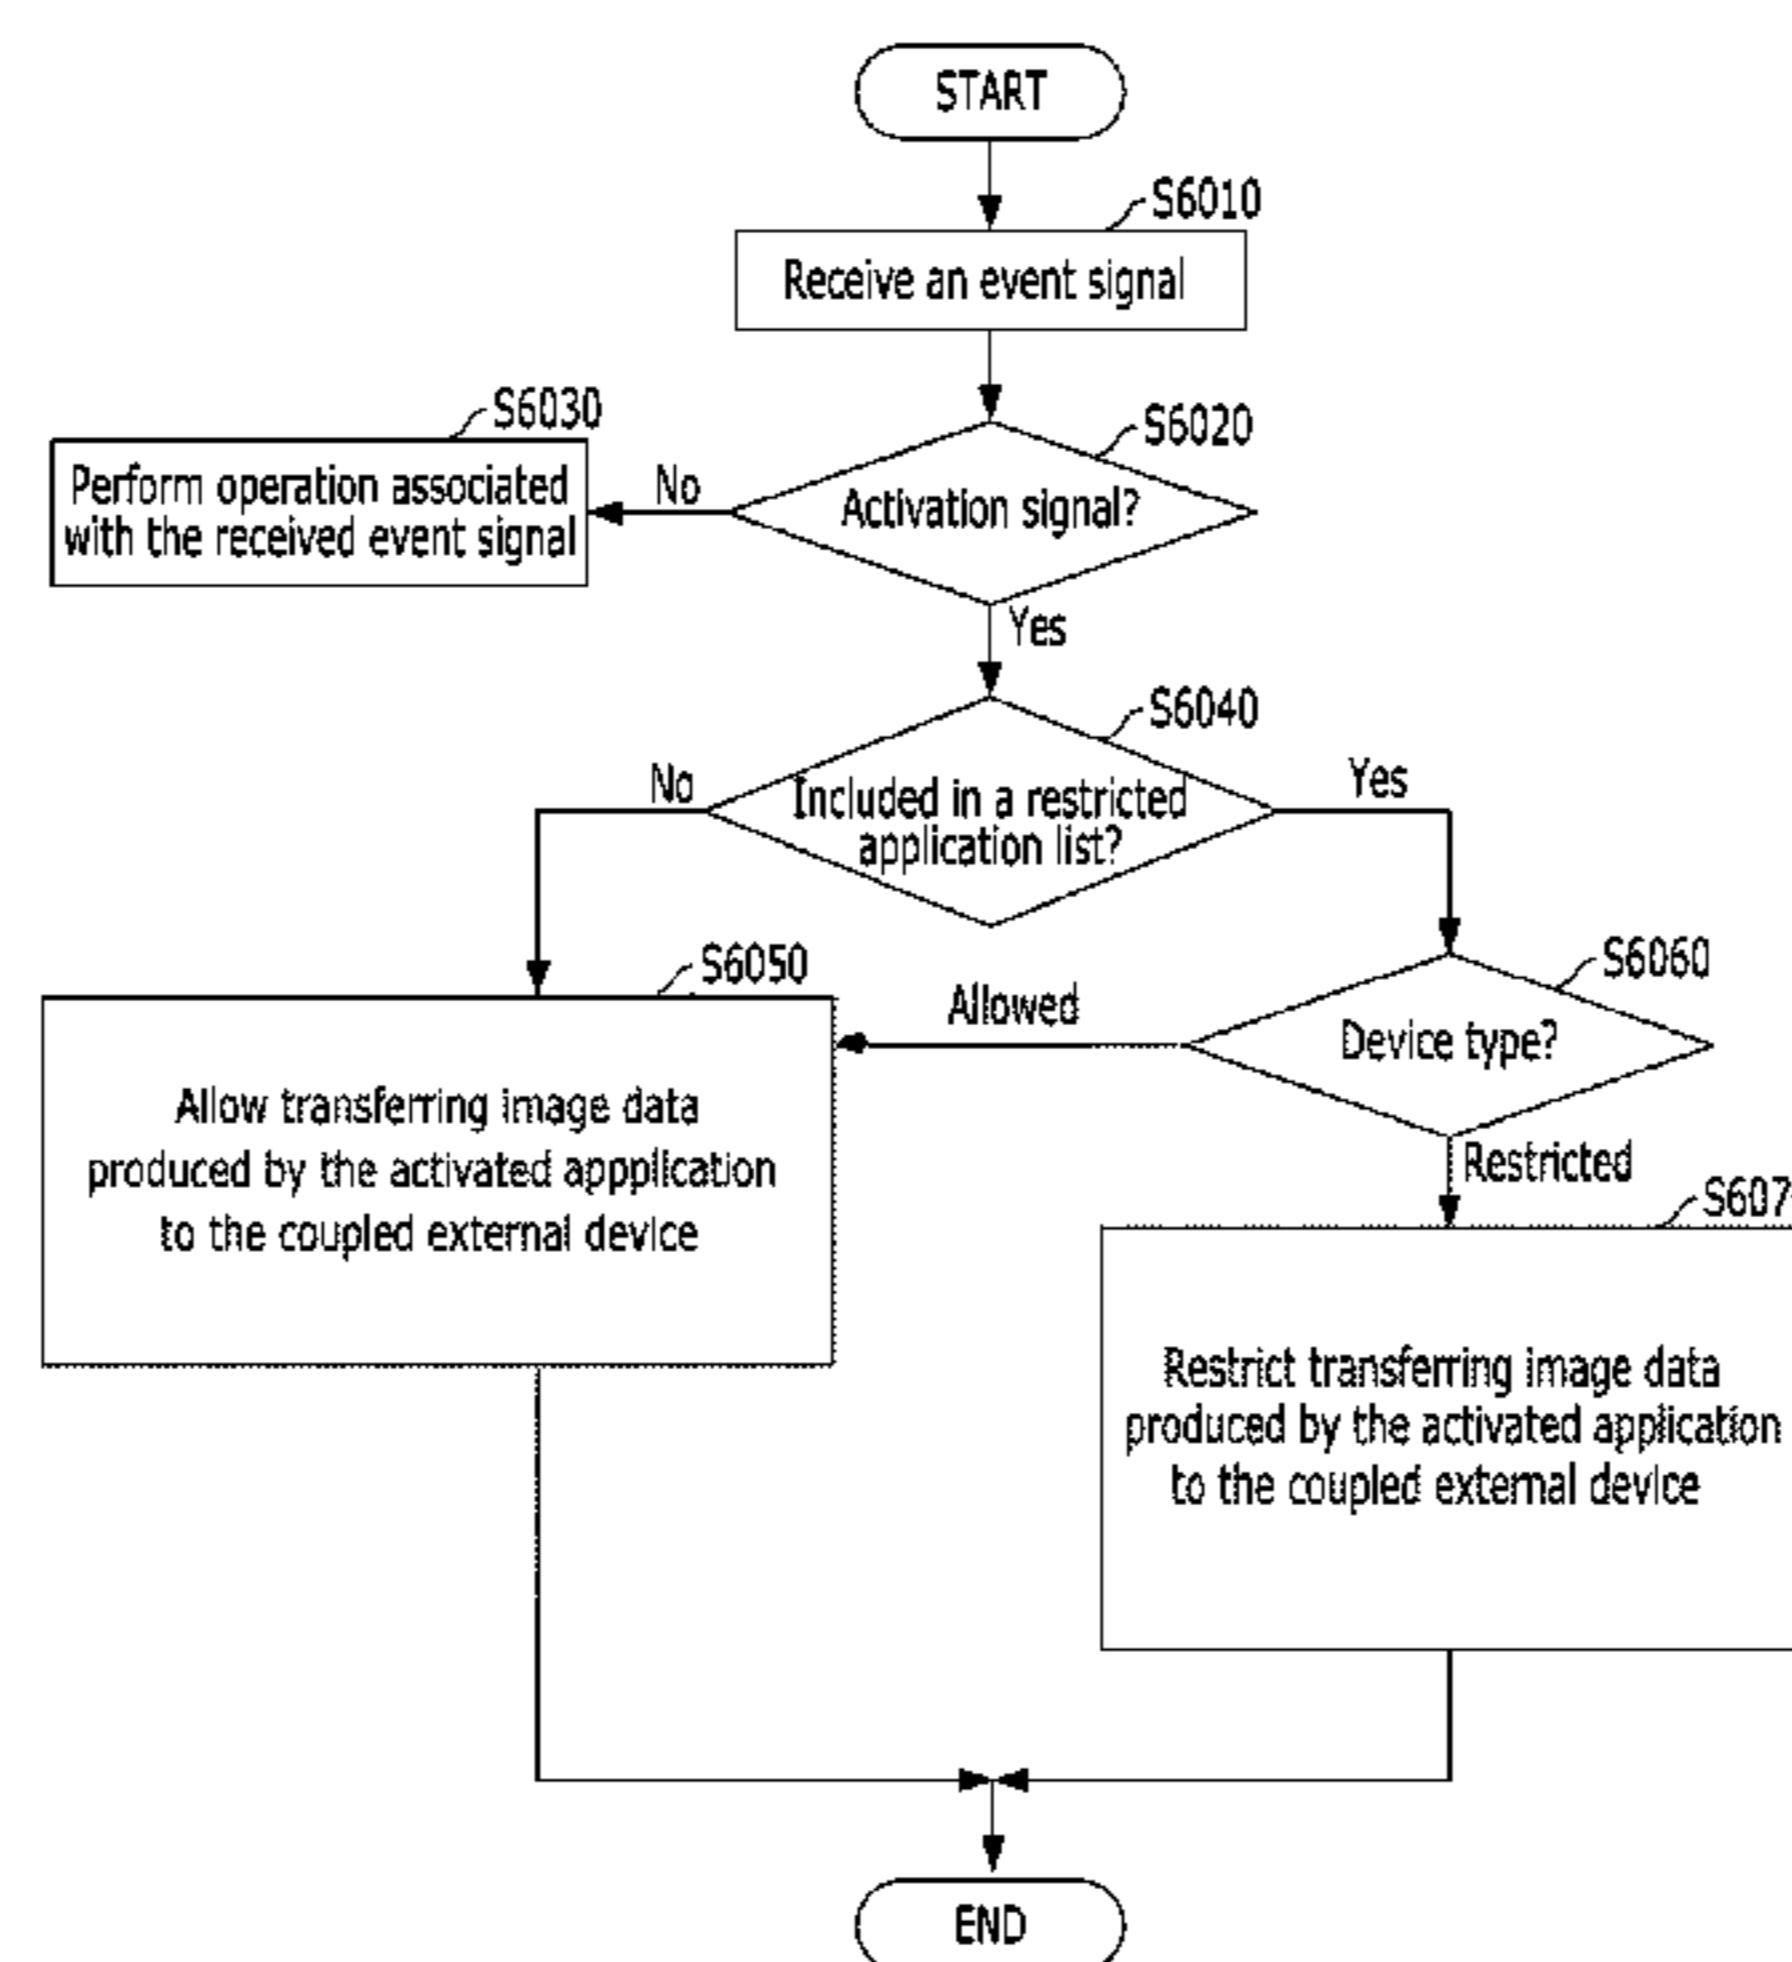 START
S6010
Receive an event signal
S6030
S6020
Perform operation associated
with the received event signal
No
Activation signal?
Yes
S6040
No
Included in a restricted
application list?
Yes
S6050
S6060
Allowed
Device type?
Allow transferring image data
produced by the activated appplication
to the coupled external device
Restricted
S607
Restrict transferring image data
produced by the activated application
to the coupled external device
END